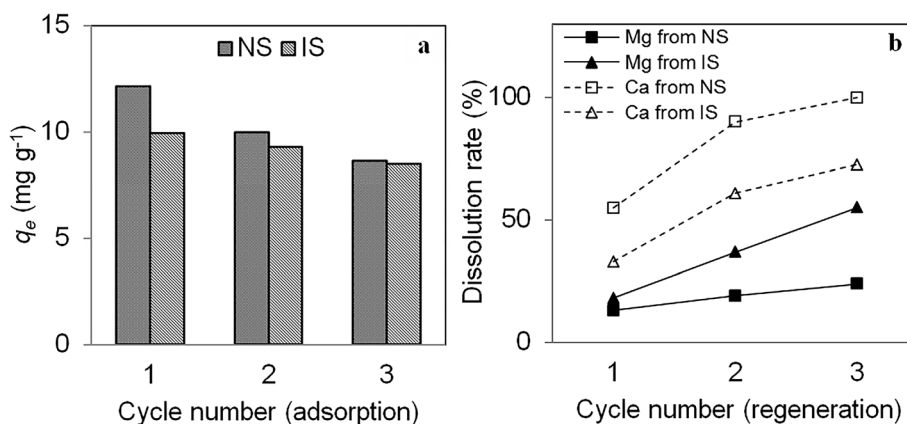 a
NS IS
15
10
5
0
qe (mg g-1)
1 2 3
Cycle number (adsorption)
b
Mg from NS
Mg from IS
Ca from NS
Ca from IS
100
50
0
Dissolution rate (%)
1 2 3
Cycle number (regeneration)